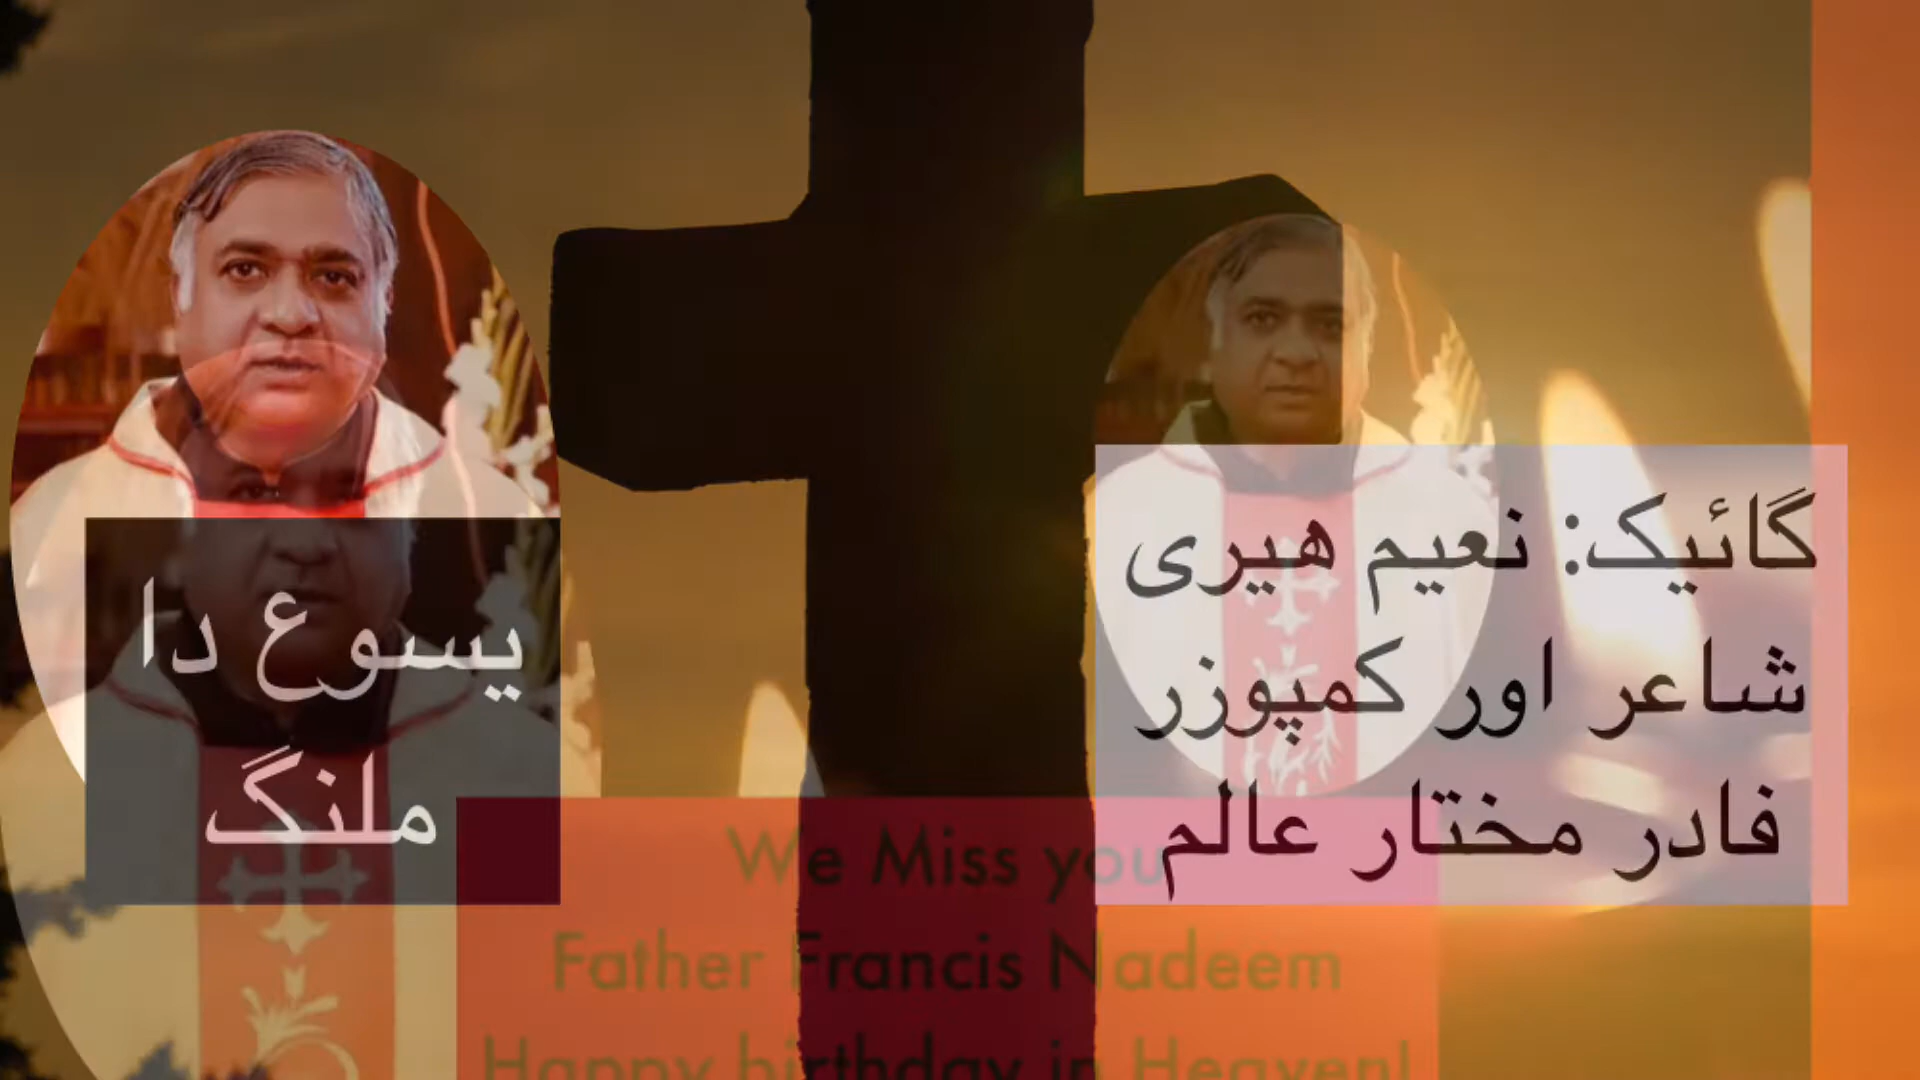 یسوع دا
ملنگ
گائیک: نعیم ھیری
شاعر اور کمپوزر
فادر مختار عالم
We Miss you
Father Francis Nadeem
Happy birthday in Heaven!